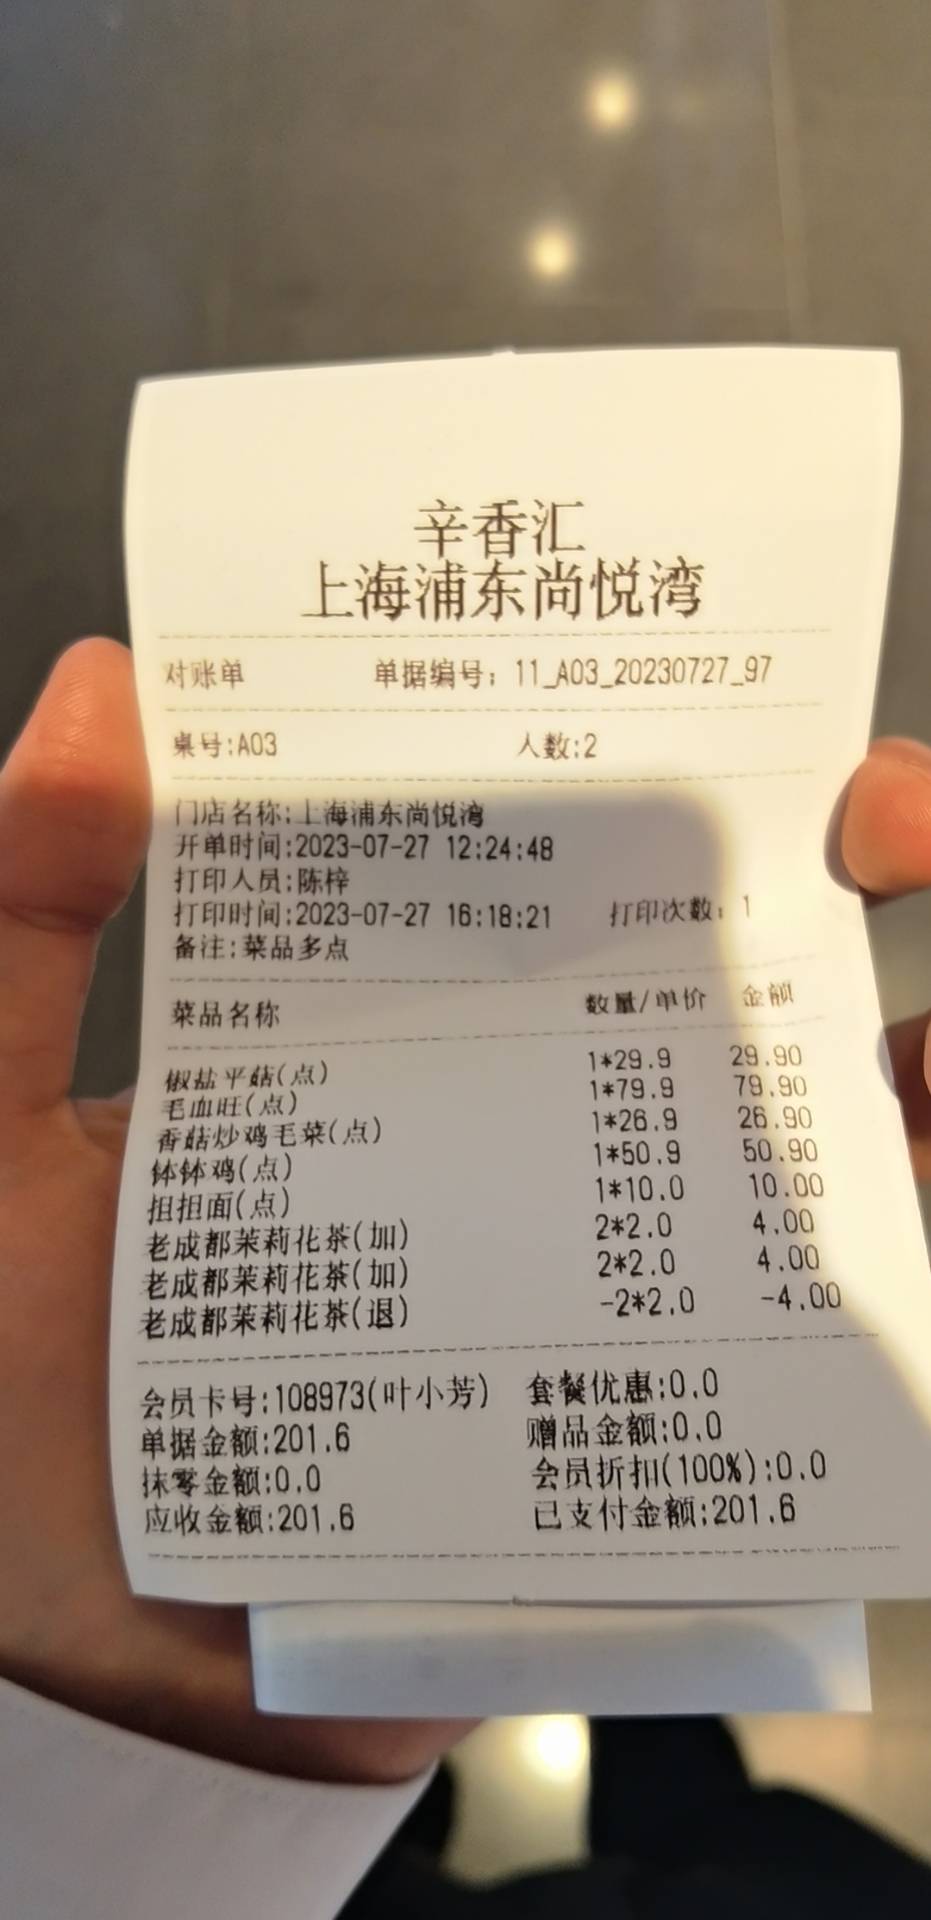 辛香汇
上海浦东尚悦湾
对账单 单据编号: 11_A03_20230727_97
桌号:A03 人数:2
门店名称:上海浦东尚悦湾
开单时间:2023-07-27 12:24:48
打印人员:陈梓
打印时间:2023-07-27 16:18:21 打印次数: 1
备注:菜品多点
菜品名称 数量/单价 金额
椒盐平菇(点) 1*29.9 29.90
毛血旺(点) 1*79.9 79.90
香菇炒鸡毛菜(点) 1*26.9 26.90
钵钵鸡(点) 1*50.9 50.90
担担面(点) 1*10.0 10.00
老成都茉莉花茶(加) 2*2.0 4.00
老成都茉莉花茶(加) 2*2.0 4.00
老成都茉莉花茶(退) -2*2.0 -4.00
会员卡号:108973(叶小芳) 套餐优惠:0.0
单据金额:201.6 赠品金额:0.0
抹零金额:0.0 会员折扣(100%):0.0
应收金额:201.6 已支付金额:201.6